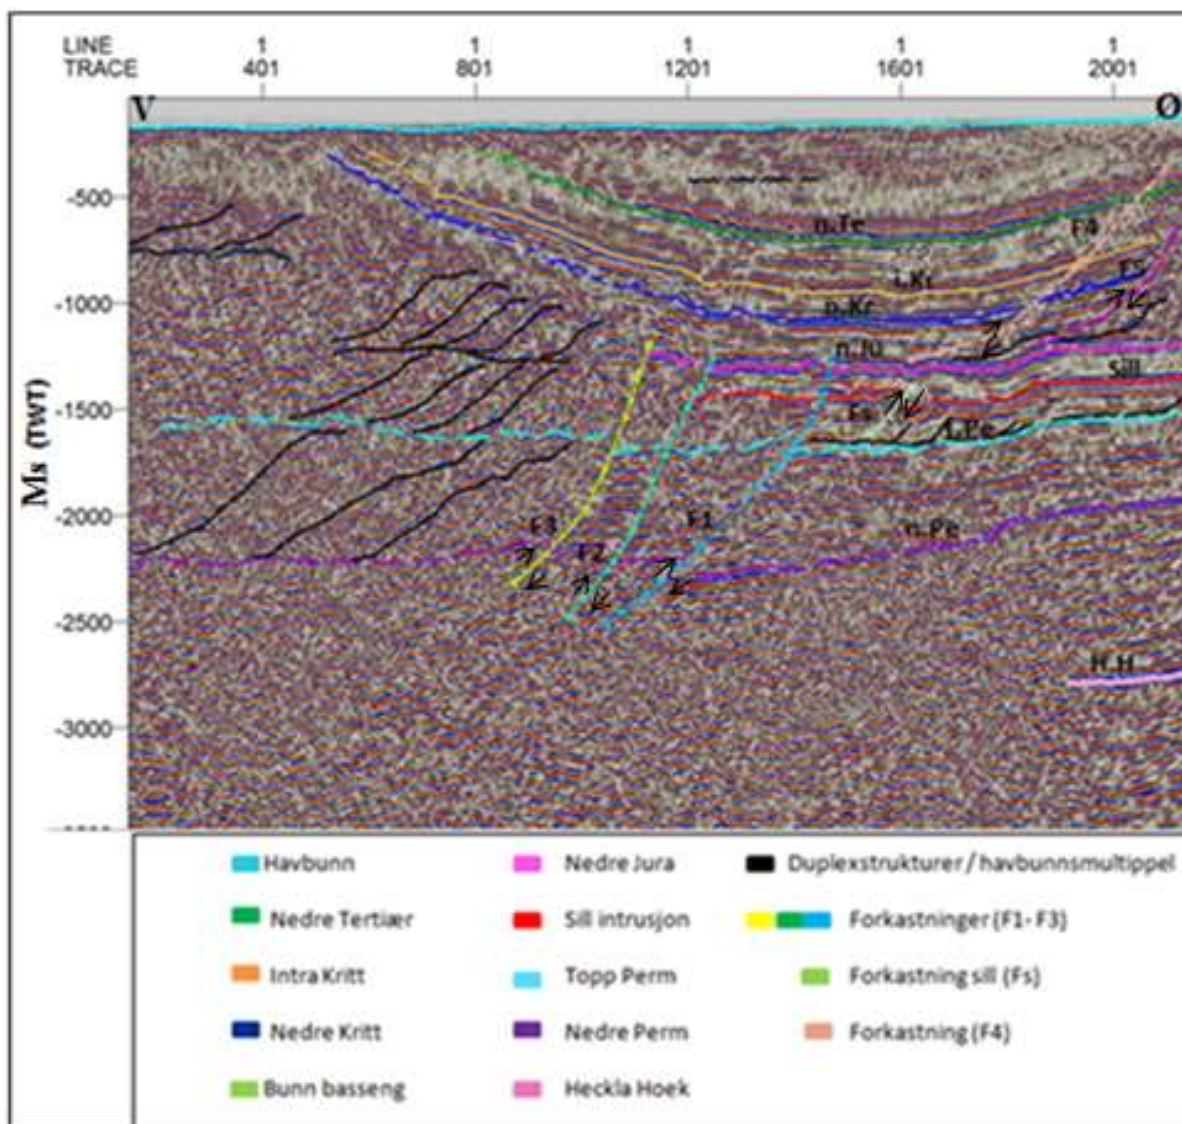 LINE 1 1 1 1 1
TRACE 401 801 1201 1601 2001
V Ø
-500
n.Te
F4
i.Kr
F5
-1000
n.Kr
n.Ju
Sill
-1500
Fs
t.Pe
Ms (TWT)
-2000
F3 F1 n.Pe
F2
-2500
H.H
-3000
Havbunn Nedre Jura Duplexstrukturer / havbunnsmultippel
Nedre Tertiær Sill intrusjon Forkastninger (F1- F3)
Intra Kritt Topp Perm Forkastning sill (Fs)
Nedre Kritt Nedre Perm Forkastning (F4)
Bunn basseng Heckla Hoek